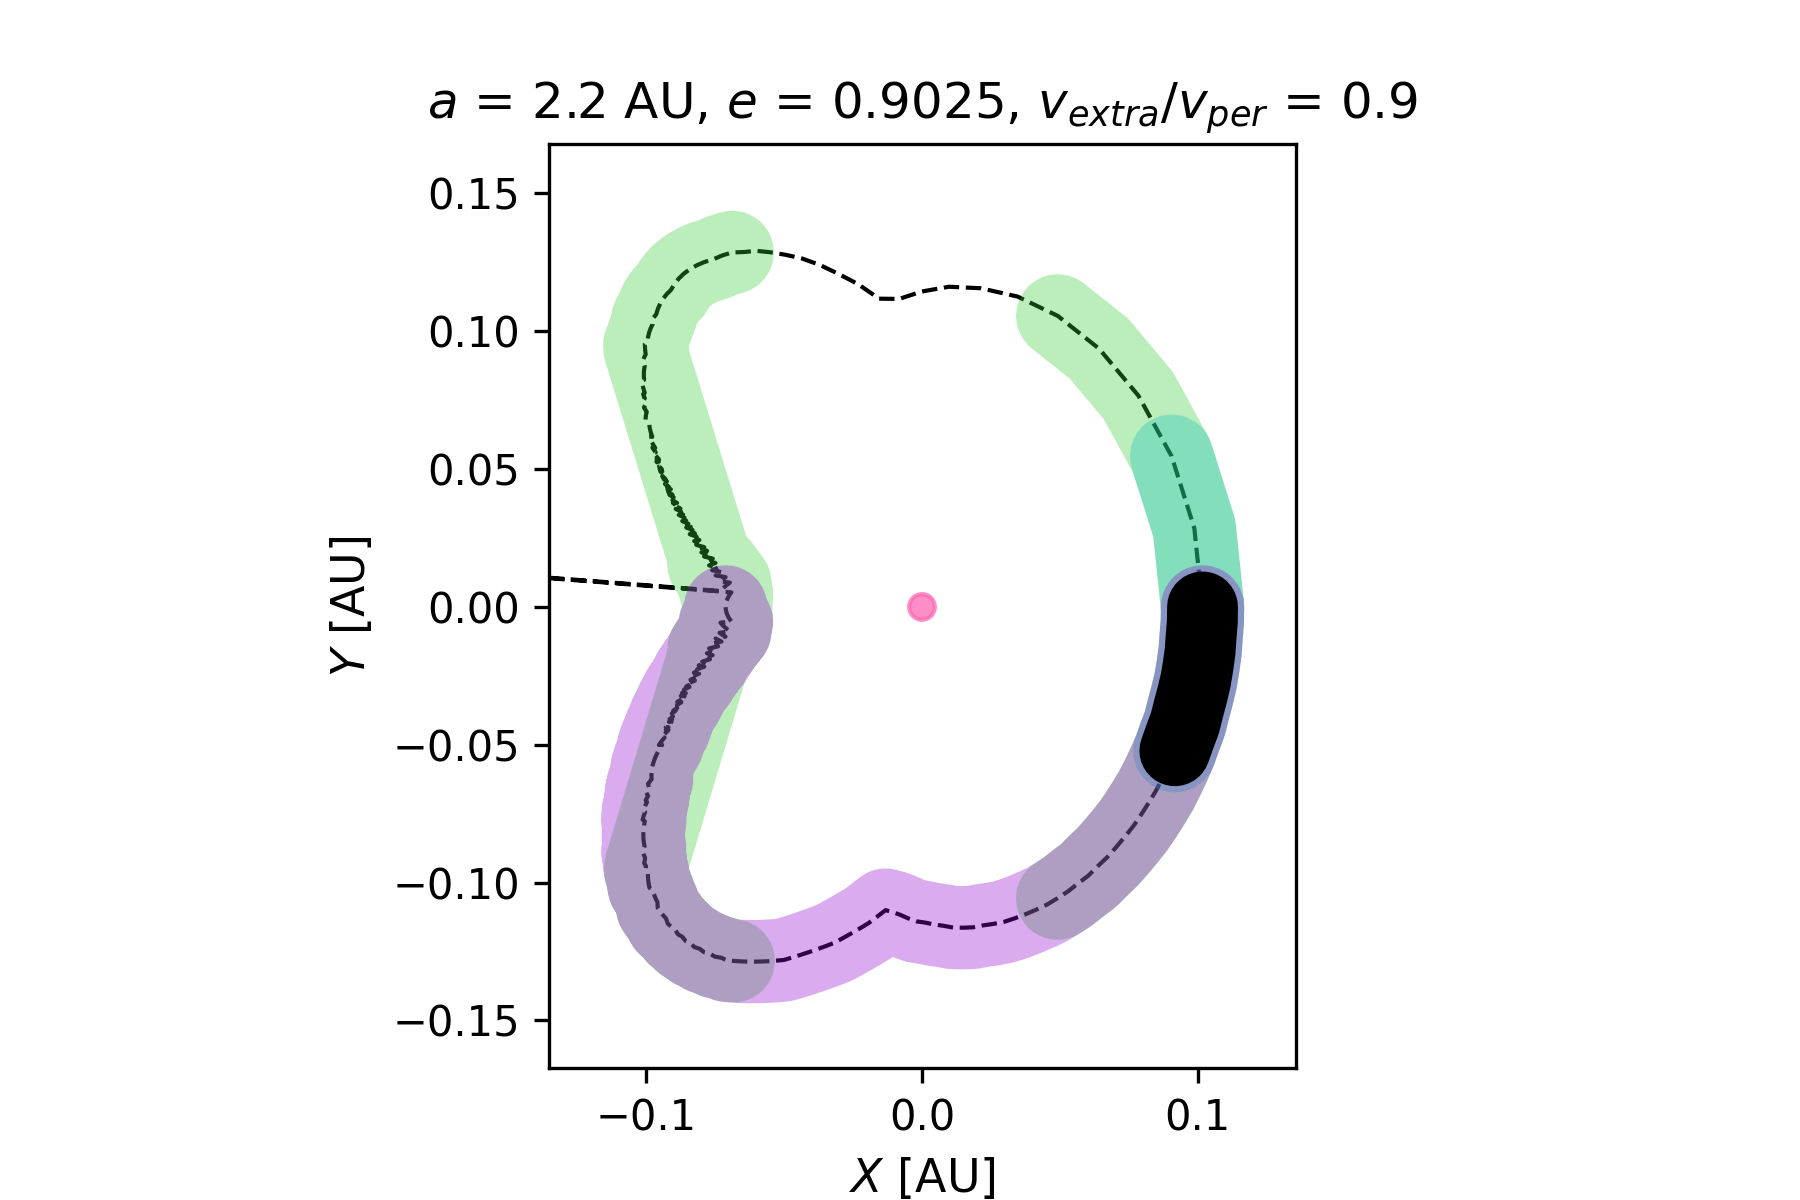 a = 2.2 AU, e = 0.9025, v_extra/v_per = 0.9
0.15
0.10
0.05
0.00
−0.05
−0.10
−0.15
Y [AU]
−0.1 0.0 0.1
X [AU]